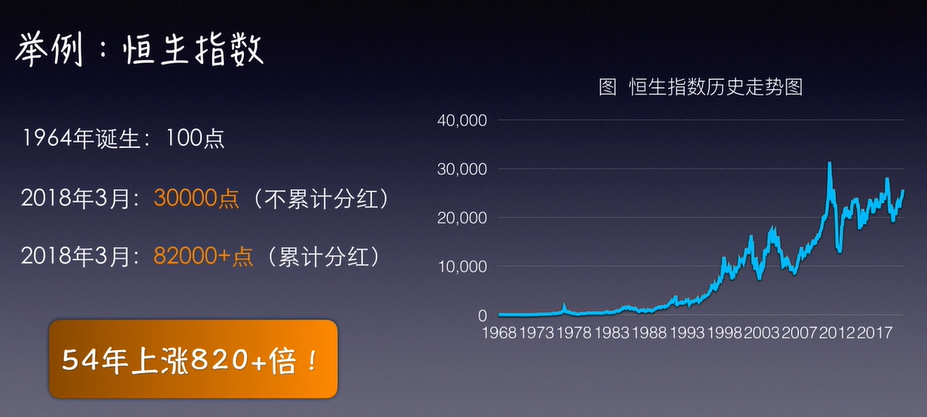 举例：恒生指数
1964年诞生：100点
2018年3月：30000点（不累计分红）
2018年3月：82000+点（累计分红）
54年上涨820+倍！
图 恒生指数历史走势图
40,000
30,000
20,000
10,000
0
1968 1973 1978 1983 1988 1993 1998 2003 2007 2012 2017